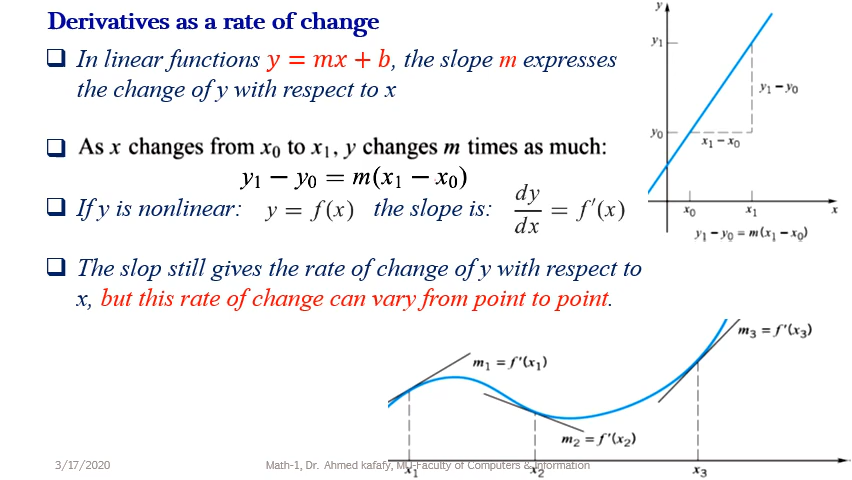 Derivatives as a rate of change
❑ In linear functions y = mx + b, the slope m expresses
the change of y with respect to x
❑ As x changes from x₀ to x₁, y changes m times as much:
y₁ − y₀ = m(x₁ − x₀)
❑ If y is nonlinear: y = f(x) the slope is: dy/dx = f′(x)
❑ The slop still gives the rate of change of y with respect to
x, but this rate of change can vary from point to point.
y
y₁
y₁ − y₀
y₀
x₁ − x₀
x₀ x₁ x
y₁ − y₀ = m(x₁ − x₀)
m₃ = f′(x₃)
m₁ = f′(x₁)
m₂ = f′(x₂)
3/17/2020
Math-1, Dr. Ahmed kafafy, MU-Faculty of Computers & Information
x₁ x₂ x₃